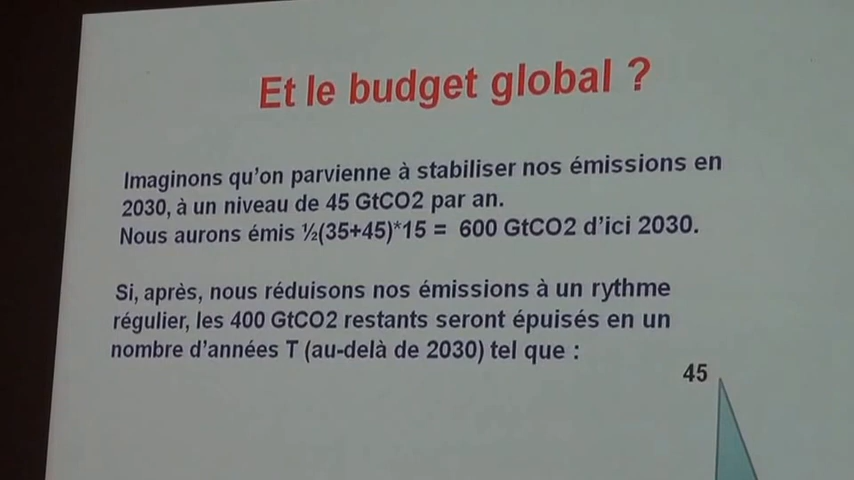 Et le budget global ?
Imaginons qu'on parvienne à stabiliser nos émissions en
2030, à un niveau de 45 GtCO2 par an.
Nous aurons émis ½(35+45)*15 = 600 GtCO2 d'ici 2030.
Si, après, nous réduisons nos émissions à un rythme
régulier, les 400 GtCO2 restants seront épuisés en un
nombre d'années T (au-delà de 2030) tel que :
45